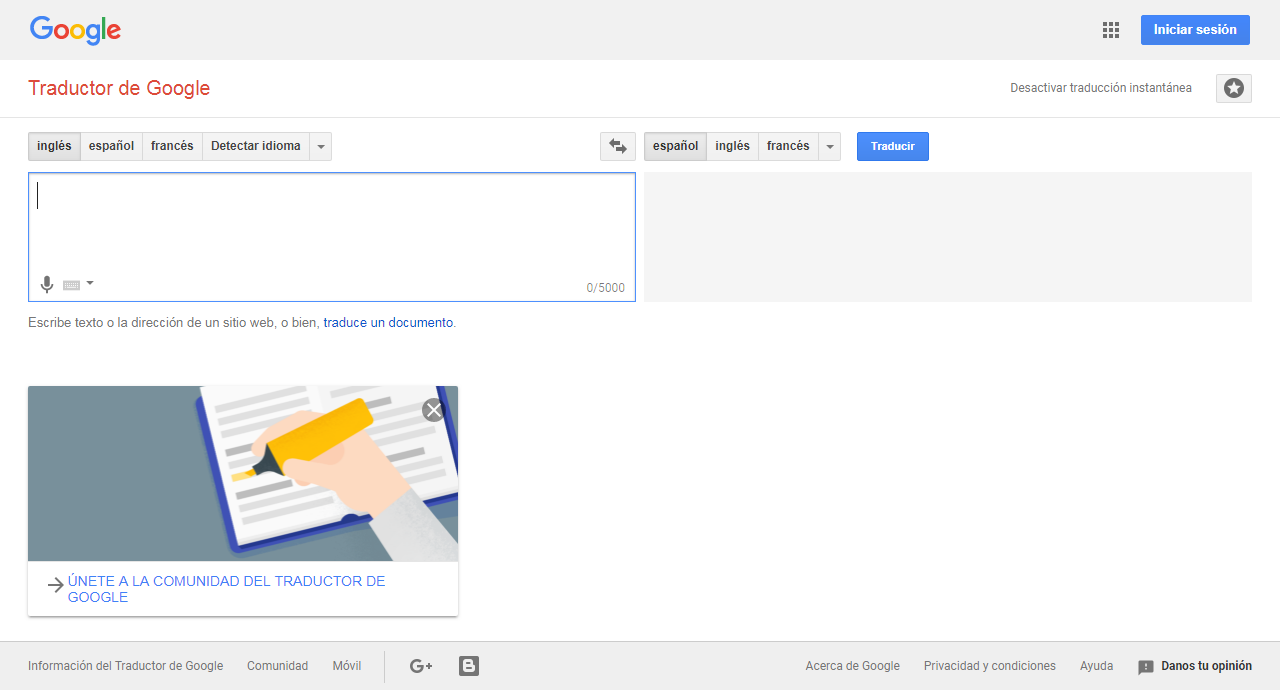 Google
Iniciar sesión
Traductor de Google
Desactivar traducción instantánea
inglés español francés Detectar idioma
español inglés francés Traducir
0/5000
Escribe texto o la dirección de un sitio web, o bien, traduce un documento.
ÚNETE A LA COMUNIDAD DEL TRADUCTOR DE
GOOGLE
Información del Traductor de Google Comunidad Móvil G+ Acerca de Google Privacidad y condiciones Ayuda Danos tu opinión